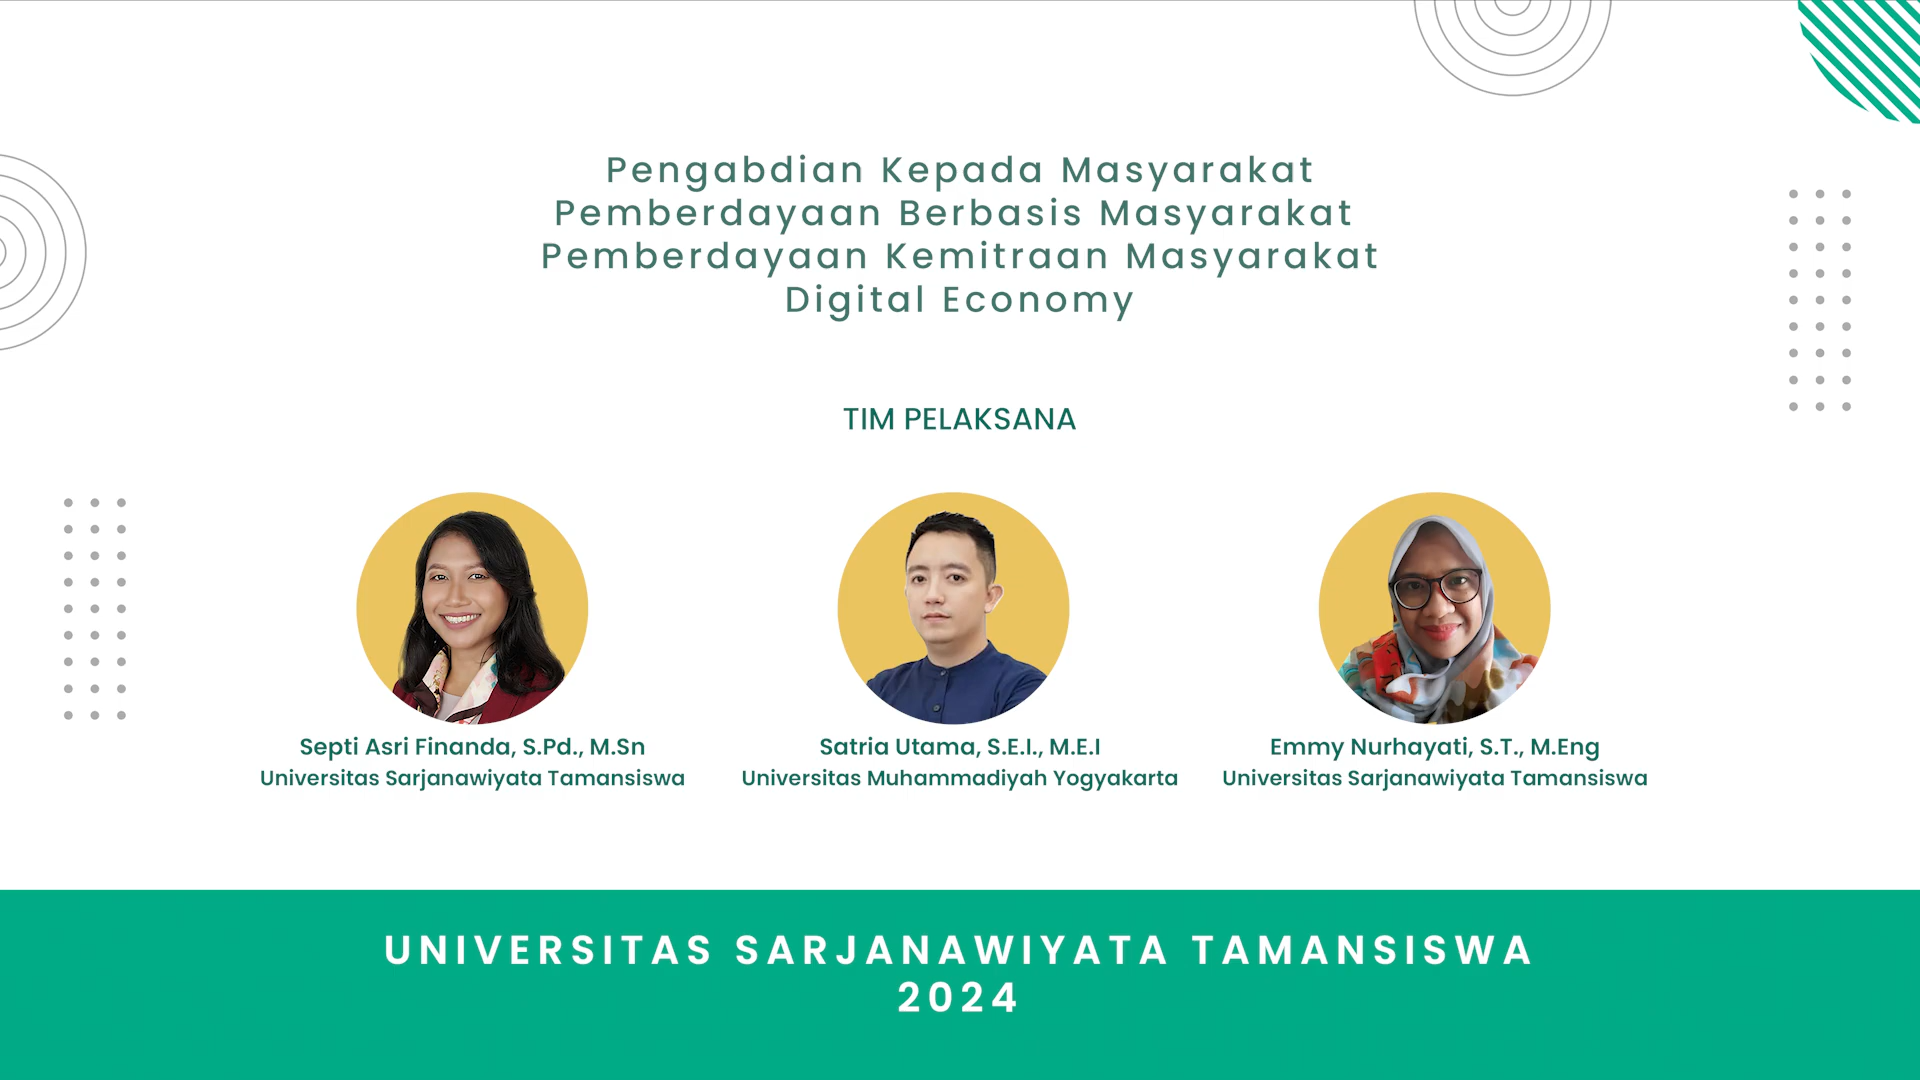 Pengabdian Kepada Masyarakat
Pemberdayaan Berbasis Masyarakat
Pemberdayaan Kemitraan Masyarakat
Digital Economy
TIM PELAKSANA
Septi Asri Finanda, S.Pd., M.Sn
Universitas Sarjanawiyata Tamansiswa
Satria Utama, S.E.I., M.E.I
Universitas Muhammadiyah Yogyakarta
Emmy Nurhayati, S.T., M.Eng
Universitas Sarjanawiyata Tamansiswa
UNIVERSITAS SARJANAWIYATA TAMANSISWA
2024